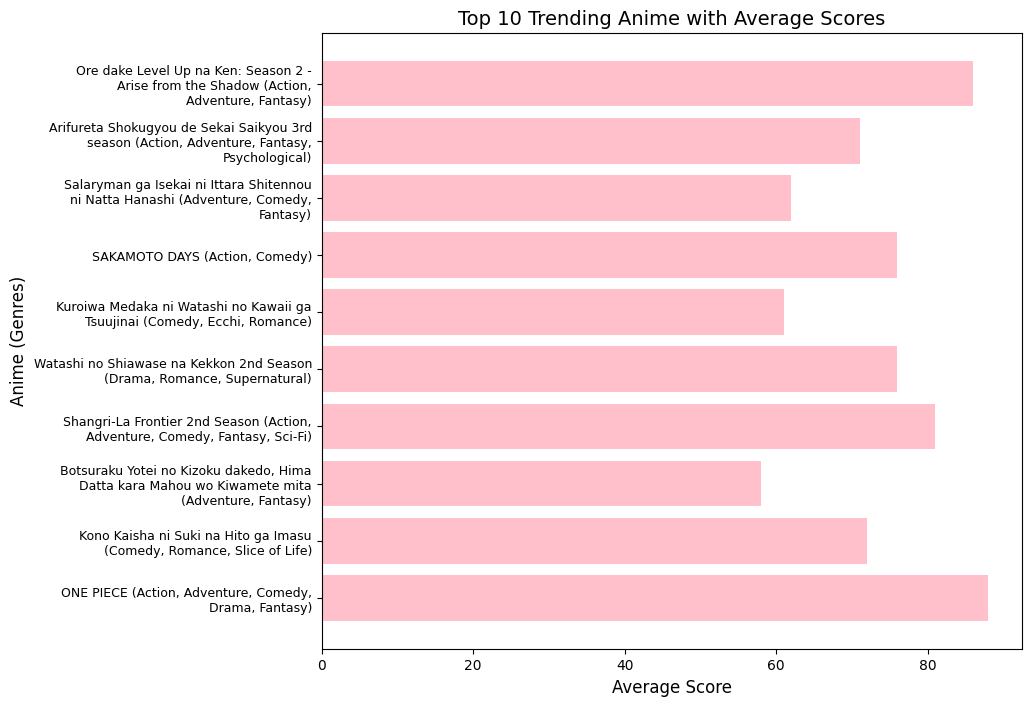 Top 10 Trending Anime with Average Scores
Anime (Genres)
Ore dake Level Up na Ken: Season 2 -
Arise from the Shadow (Action,
Adventure, Fantasy)
Arifureta Shokugyou de Sekai Saikyou 3rd
season (Action, Adventure, Fantasy,
Psychological)
Salaryman ga Isekai ni Ittara Shitennou
ni Natta Hanashi (Adventure, Comedy,
Fantasy)
SAKAMOTO DAYS (Action, Comedy)
Kuroiwa Medaka ni Watashi no Kawaii ga
Tsuujinai (Comedy, Ecchi, Romance)
Watashi no Shiawase na Kekkon 2nd Season
(Drama, Romance, Supernatural)
Shangri-La Frontier 2nd Season (Action,
Adventure, Comedy, Fantasy, Sci-Fi)
Botsuraku Yotei no Kizoku dakedo, Hima
Datta kara Mahou wo Kiwamete mita
(Adventure, Fantasy)
Kono Kaisha ni Suki na Hito ga Imasu
(Comedy, Romance, Slice of Life)
ONE PIECE (Action, Adventure, Comedy,
Drama, Fantasy)
0 20 40 60 80
Average Score